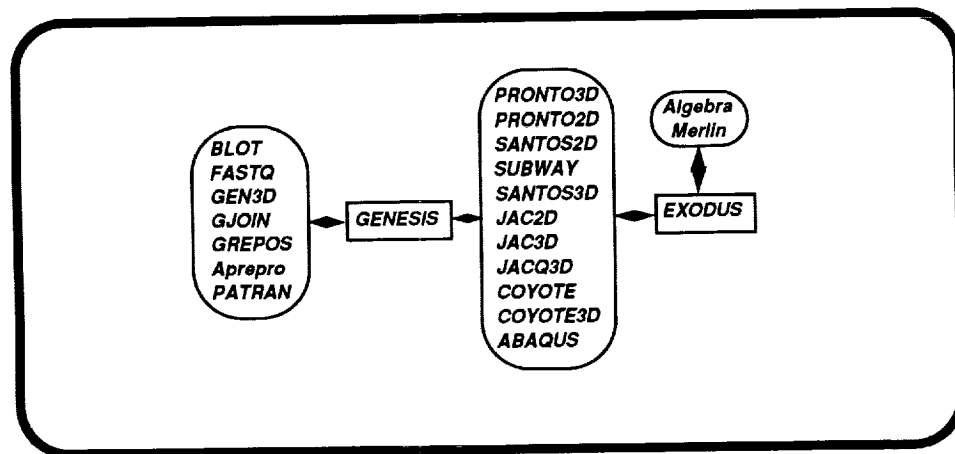 BLOT
FASTQ
GEN3D
GJOIN
GREPOS
Aprepro
PATRAN
GENESIS
PRONTO3D
PRONTO2D
SANTOS2D
SUBWAY
SANTOS3D
JAC2D
JAC3D
JACQ3D
COYOTE
COYOTE3D
ABAQUS
Algebra
Merlin
EXODUS